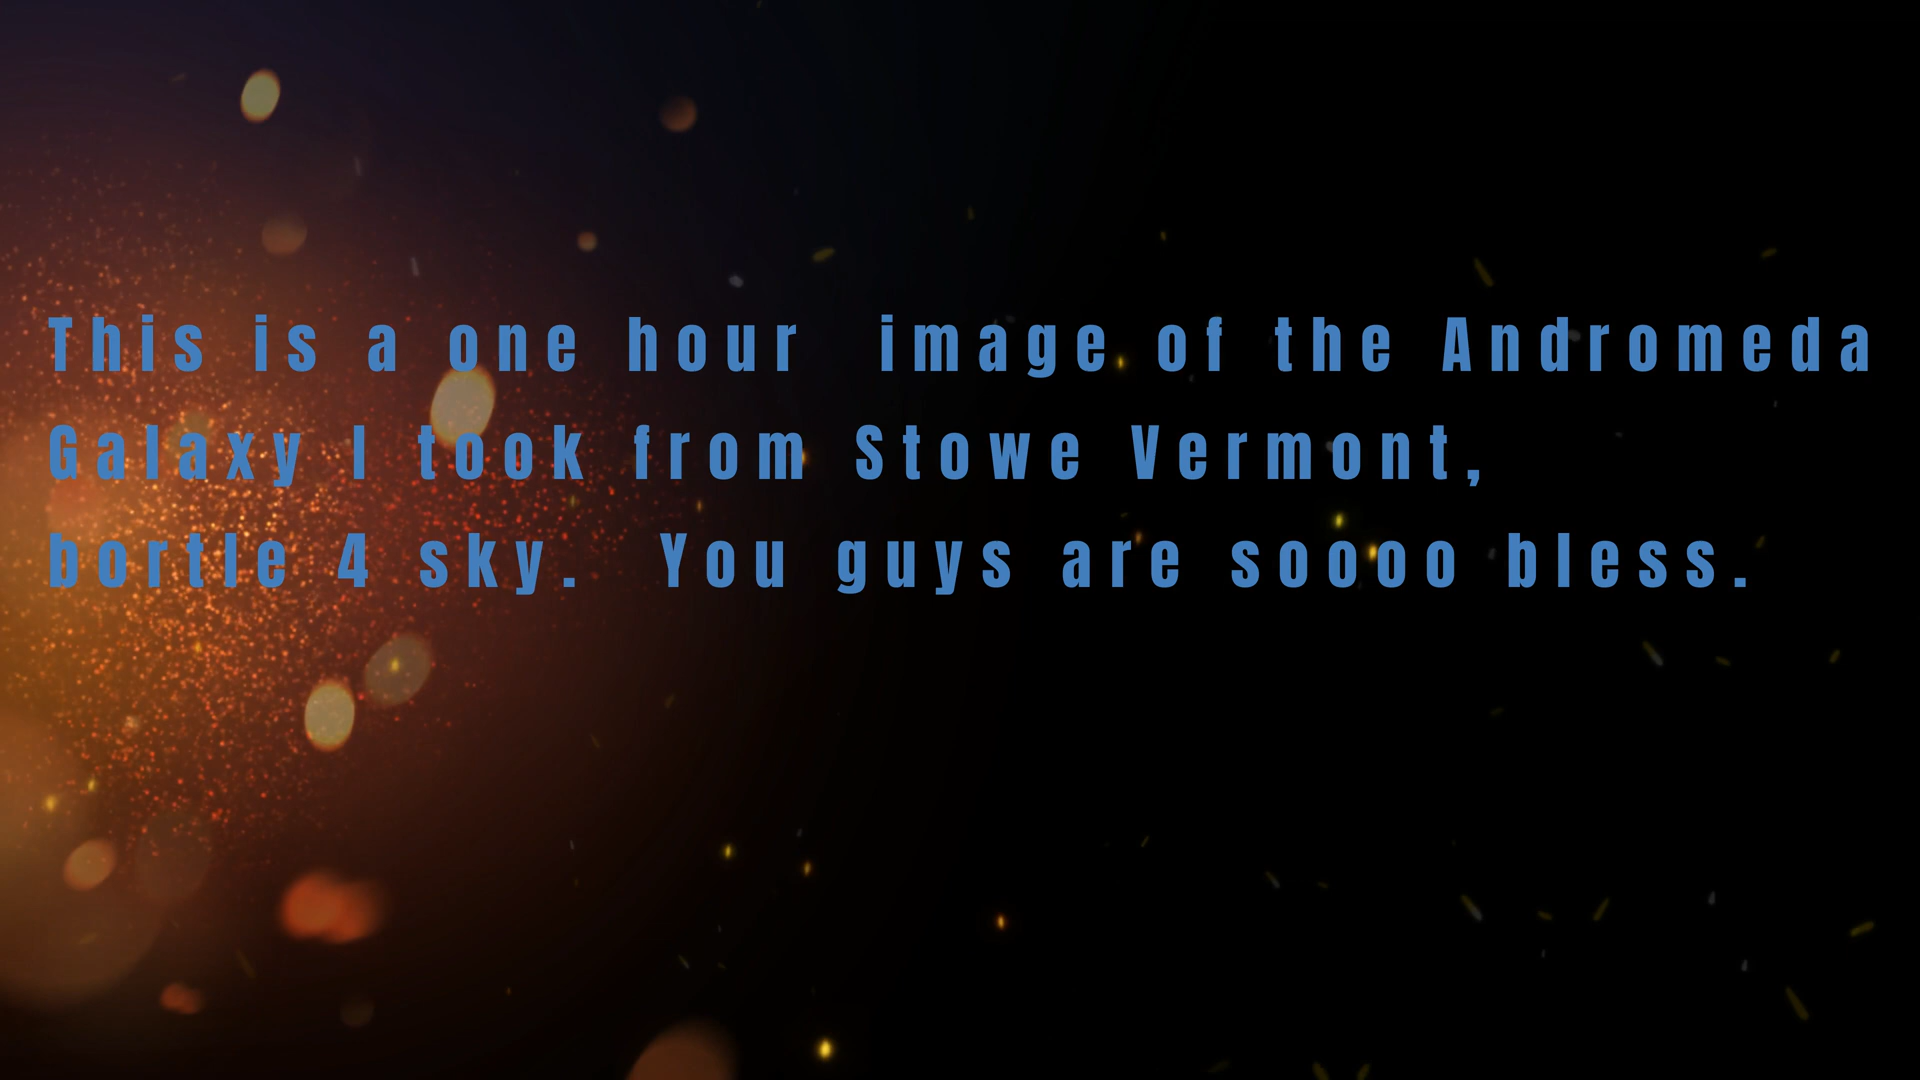 This is a one hour  image of the Andromeda
Galaxy I took from Stowe Vermont,
bortle 4 sky.  You guys are soooo bless.